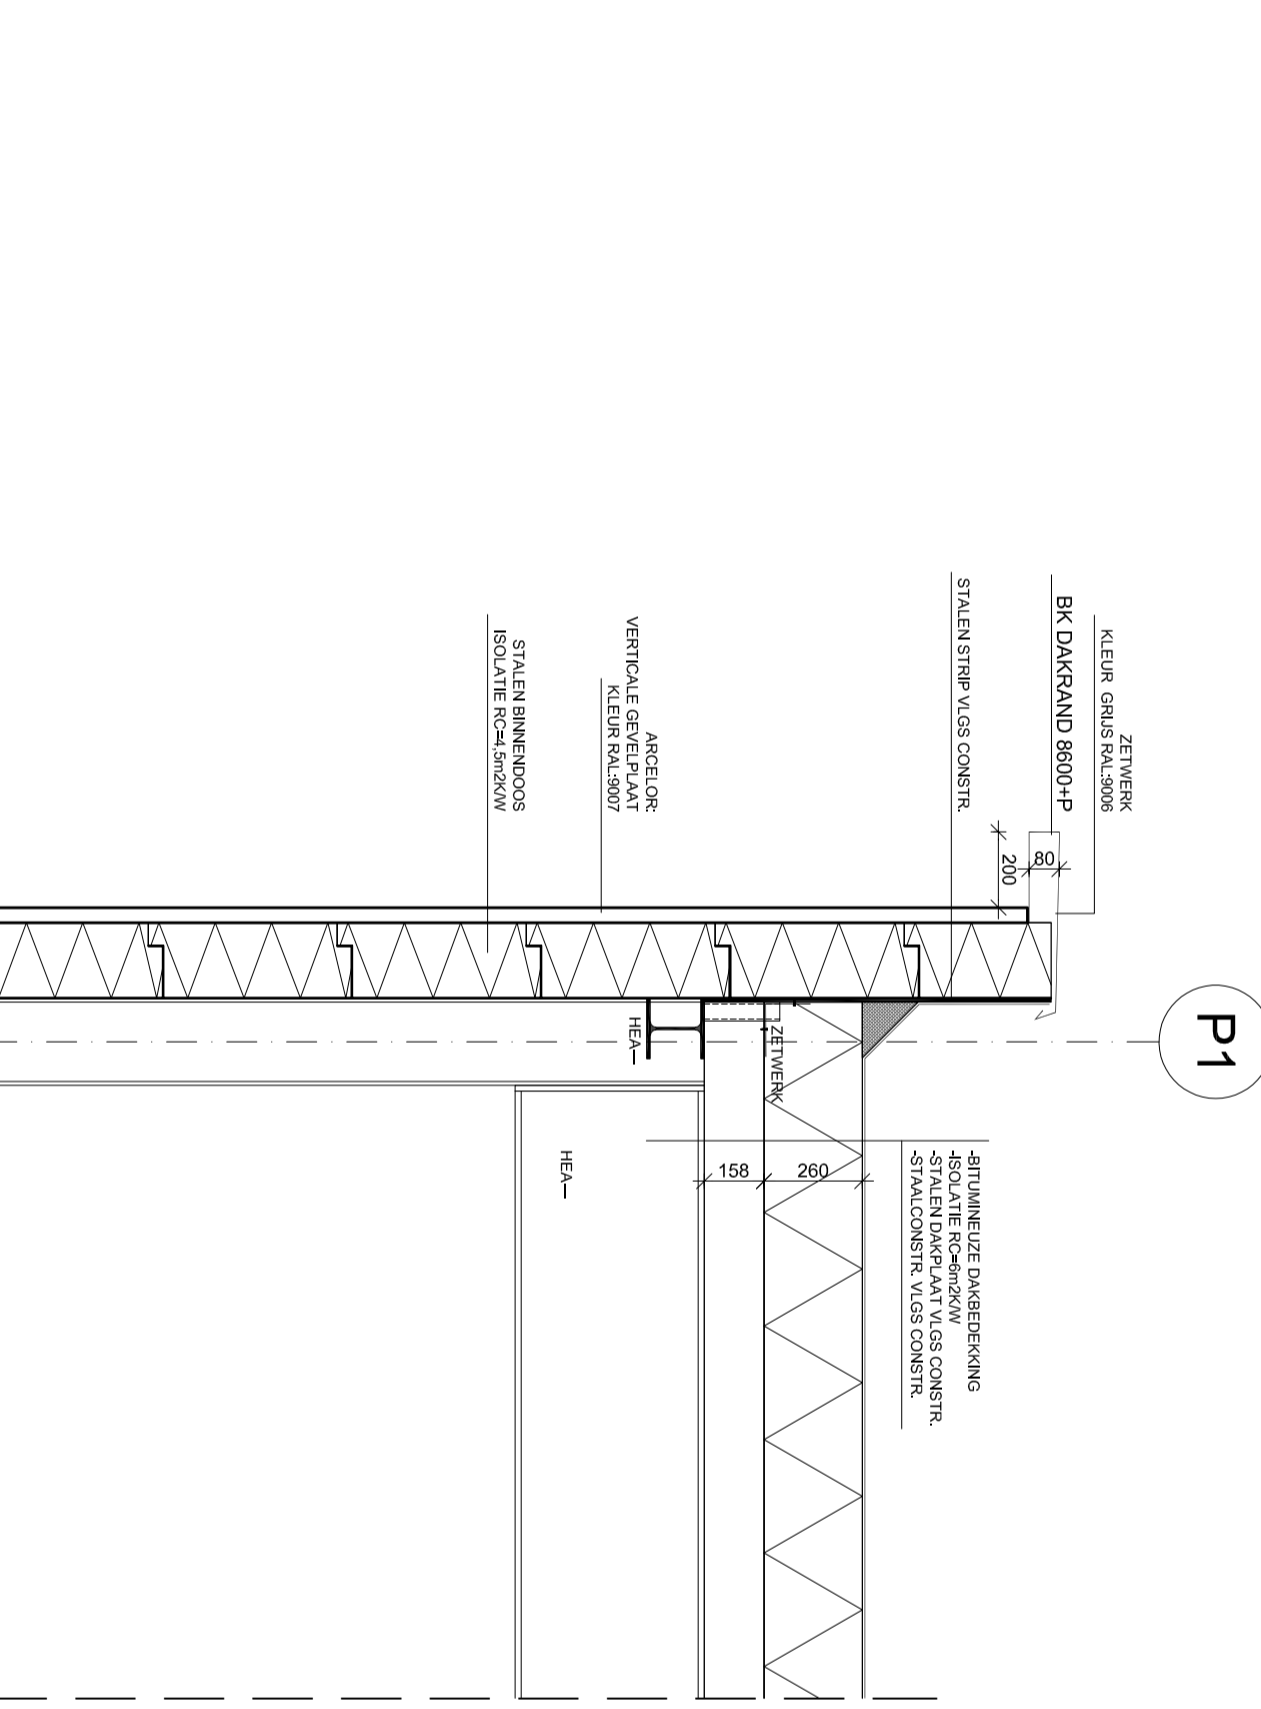 ZETWERK
KLEUR GRIJS RAL:9006
BK DAKRAND 8600+P
80
200
STALEN STRIP VLGS CONSTR.
ARCELOR:
VERTICALE GEVELPLAAT
KLEUR RAL:9007
STALEN BINNENDOOS
ISOLATIE RC=4,5m2K/W
P1
ZETWERK
HEA—
-BITUMINEUZE DAKBEDEKKING
-ISOLATIE RC=6m2K/W
-STALEN DAKPLAAT VLGS CONSTR.
-STAALCONSTR. VLGS CONSTR.
260
158
HEA—